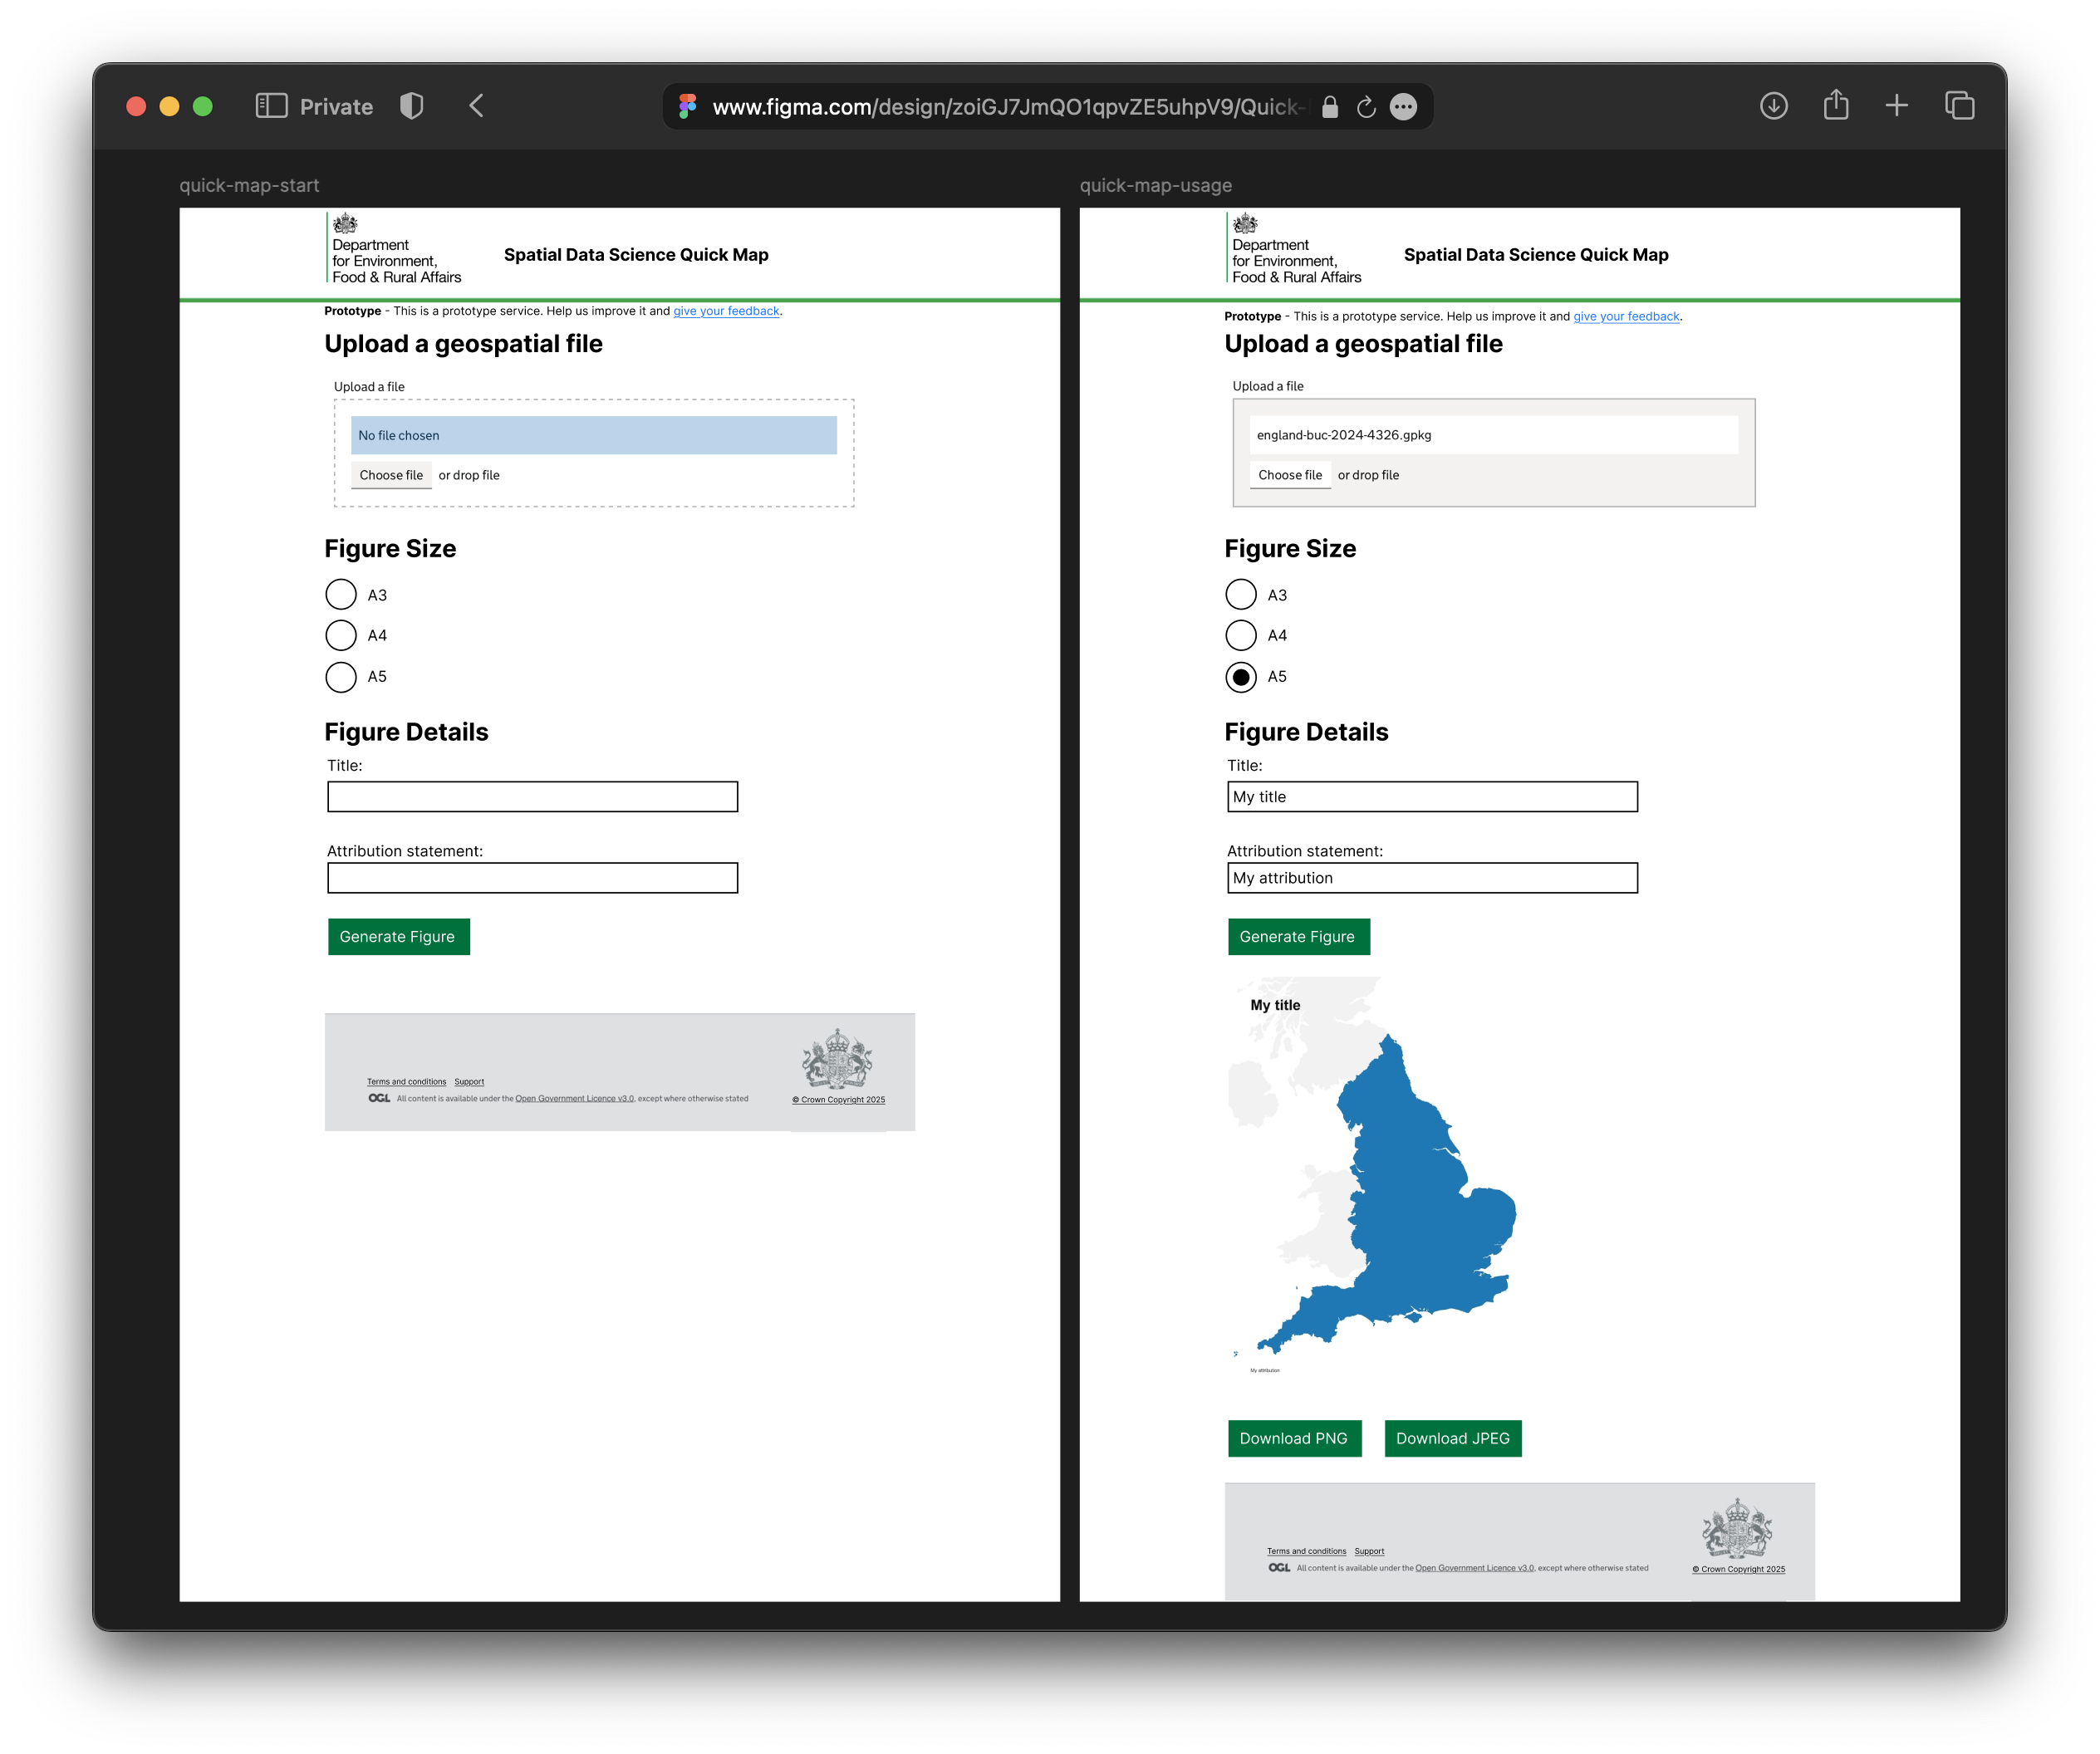 Private
www.figma.com/design/zoiGJ7JmQO1qpvZE5uhpV9/Quick-
quick-map-start
Department
for Environment,
Food & Rural Affairs
Spatial Data Science Quick Map
Prototype - This is a prototype service. Help us improve it and give your feedback.
Upload a geospatial file
Upload a file
No file chosen
Choose file or drop file
Figure Size
A3
A4
A5
Figure Details
Title:
Attribution statement:
Generate Figure
Terms and conditions Support
OGL All content is available under the Open Government Licence v3.0, except where otherwise stated
© Crown Copyright 2025
quick-map-usage
Department
for Environment,
Food & Rural Affairs
Spatial Data Science Quick Map
Prototype - This is a prototype service. Help us improve it and give your feedback.
Upload a geospatial file
Upload a file
england-buc-2024-4326.gpkg
Choose file or drop file
Figure Size
A3
A4
A5
Figure Details
Title:
My title
Attribution statement:
My attribution
Generate Figure
My title
My attribution
Download PNG Download JPEG
Terms and conditions Support
OGL All content is available under the Open Government Licence v3.0, except where otherwise stated
© Crown Copyright 2025